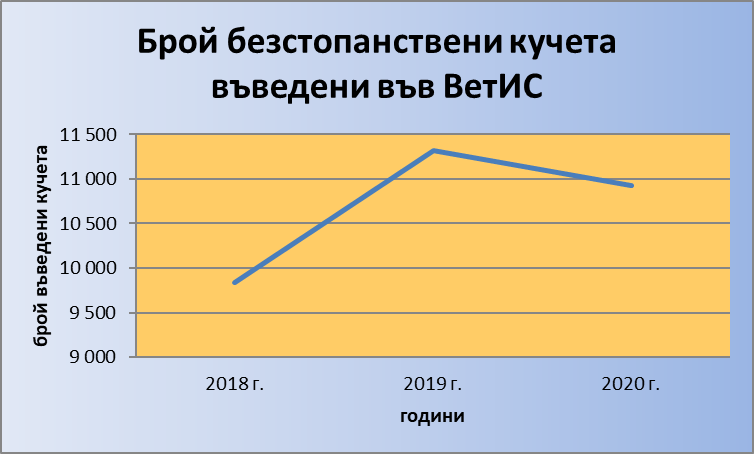 Брой безстопанствени кучета
въведени във ВетИС
брой въведени кучета
11 500
11 000
10 500
10 000
9 500
9 000
2018 г.
2019 г.
2020 г.
години